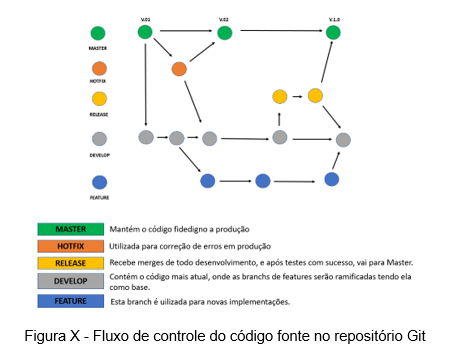 V.01 V.02 V.1.0
MASTER
HOTFIX
RELEASE
DEVELOP
FEATURE
MASTER Mantém o código fidedigno a produção
HOTFIX Utilizada para correção de erros em produção
RELEASE Recebe merges de todo desenvolvimento, e após testes com sucesso, vai para Master.
DEVELOP Contém o código mais atual, onde as branchs de features serão ramificadas tendo ela
como base.
FEATURE Esta branch é uilizada para novas implementações.
Figura X - Fluxo de controle do código fonte no repositório Git